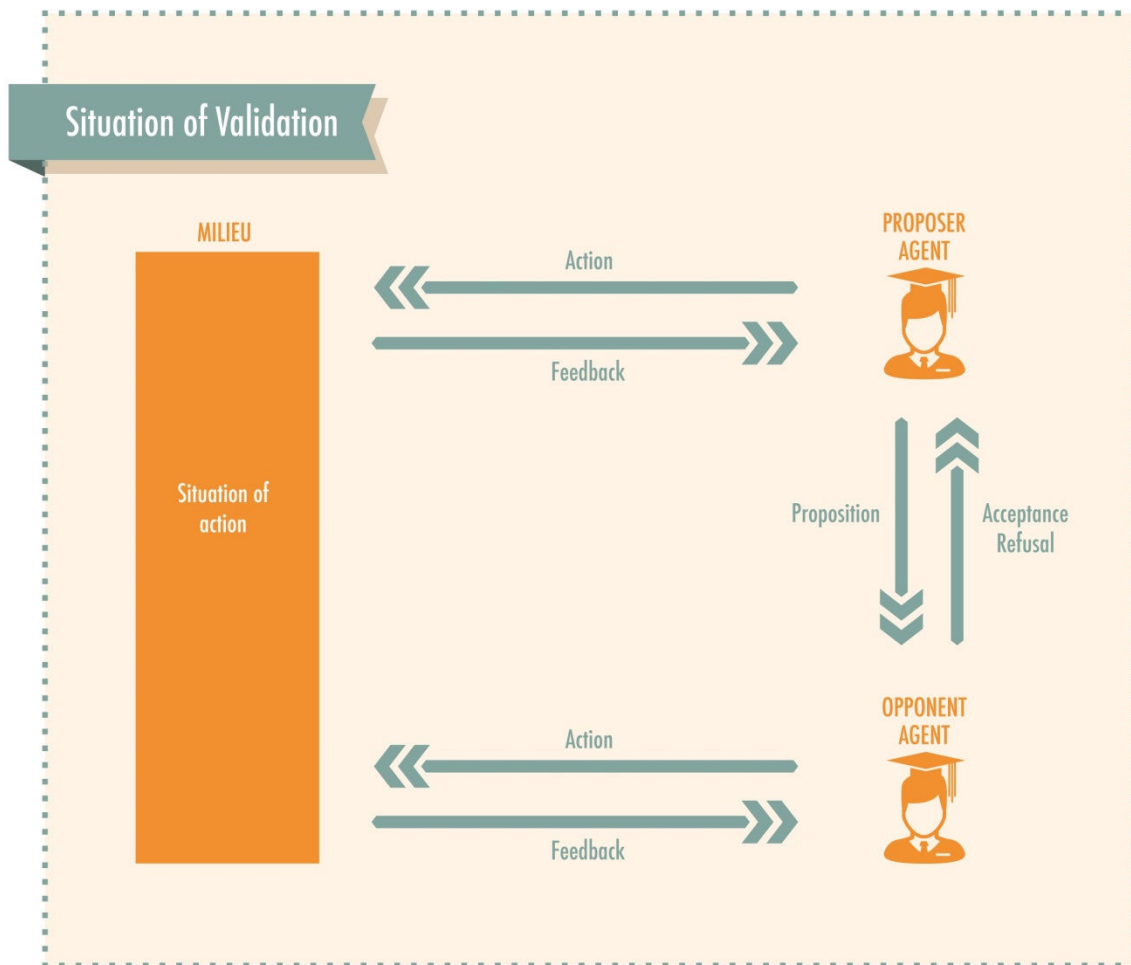 Situation of Validation
MILIEU
PROPOSER
AGENT
Action
Feedback
Situation of
action
Proposition
Acceptance
Refusal
OPPONENT
AGENT
Action
Feedback